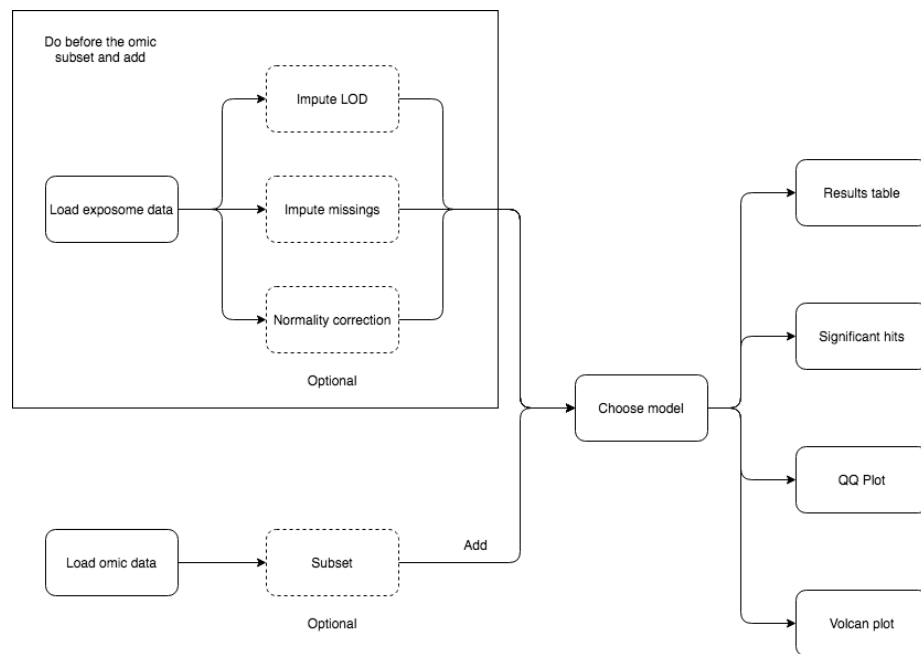 Do before the omic
subset and add
Impute LOD
Load exposome data
Impute missings
Normality correction
Optional
Results table
Significant hits
Choose model
QQ Plot
Add
Load omic data
Subset
Optional
Volcan plot